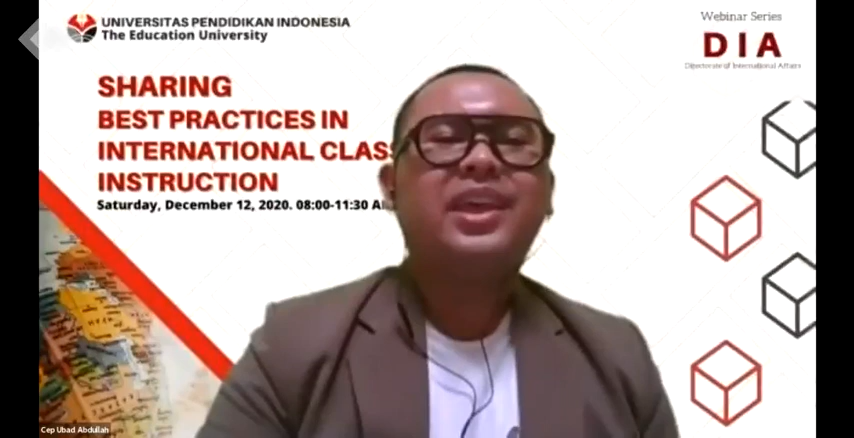 UNIVERSITAS PENDIDIKAN INDONESIA
The Education University
Webinar Series
DIA
Directorate of International Affairs
SHARING
BEST PRACTICES IN
INTERNATIONAL CLASS
INSTRUCTION
Saturday, December 12, 2020. 08:00-11:30 A
Cep Ubad Abdullah